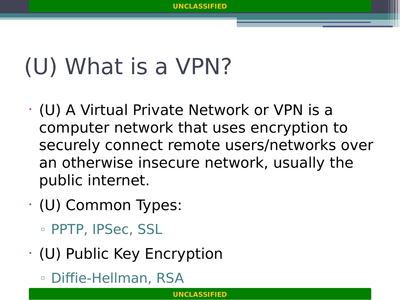 UNCLASSIFIED
(U) What is a VPN?
(U) A Virtual Private Network or VPN is a
computer network that uses encryption to
securely connect remote users/networks over
an otherwise insecure network, usually the
public internet.
(U) Common Types:
PPTP, IPSec, SSL
(U) Public Key Encryption
Diffie-Hellman, RSA
UNCLASSIFIED